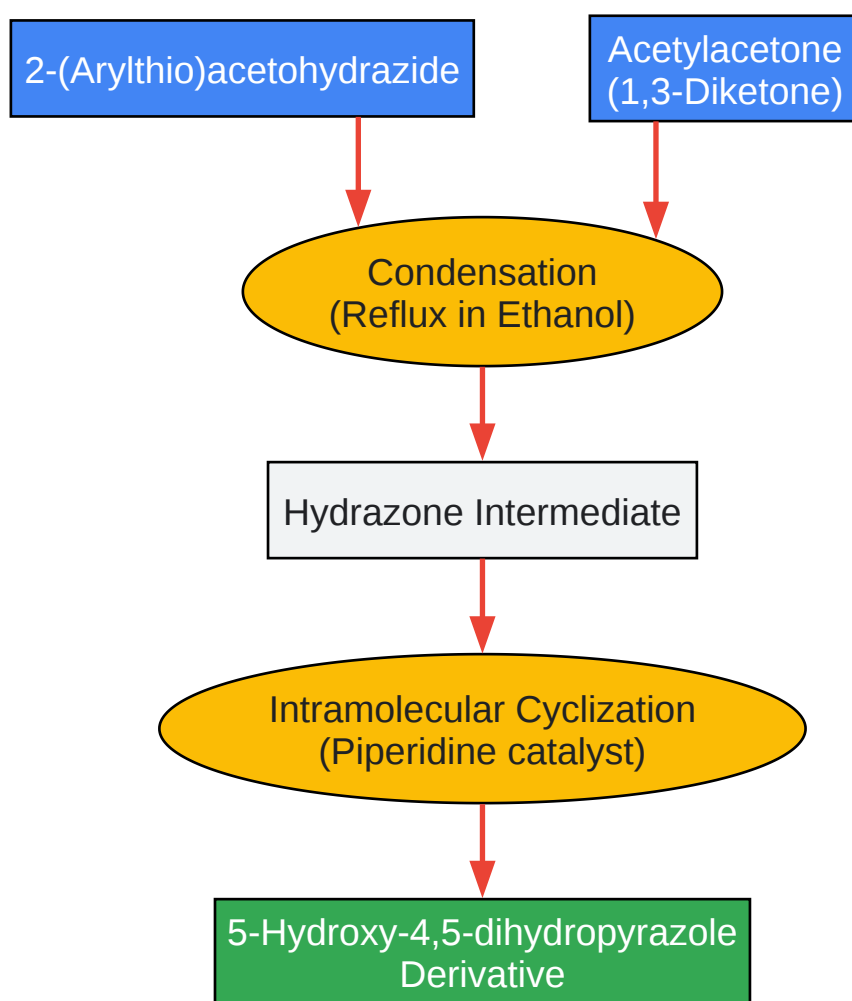 2-(Arylthio)acetohydrazide
Acetylacetone
(1,3-Diketone)
Condensation
(Reflux in Ethanol)
Hydrazone Intermediate
Intramolecular Cyclization
(Piperidine catalyst)
5-Hydroxy-4,5-dihydropyrazole
Derivative